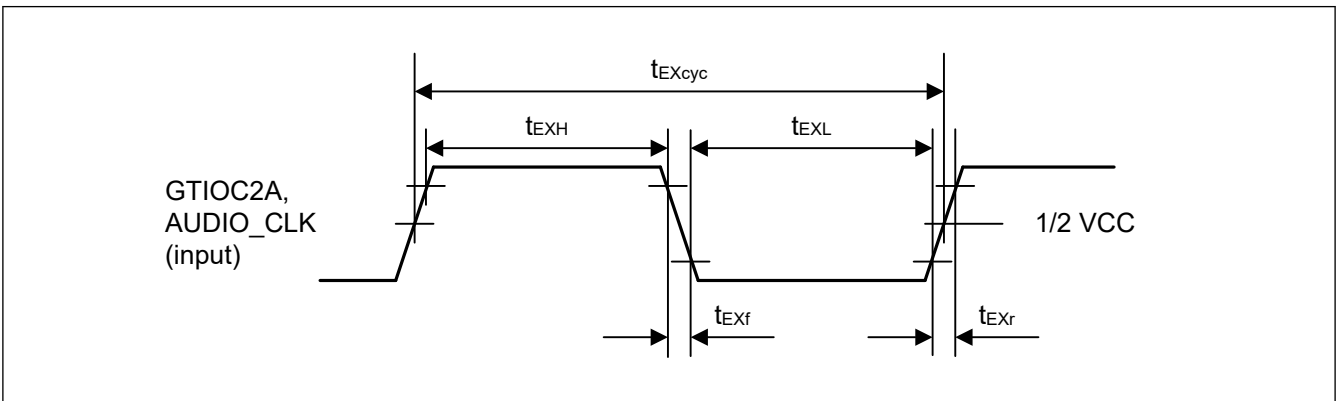 tEXcyc
tEXH
tEXL
GTIOC2A,
AUDIO_CLK
(input)
1/2 VCC
tEXf
tEXr